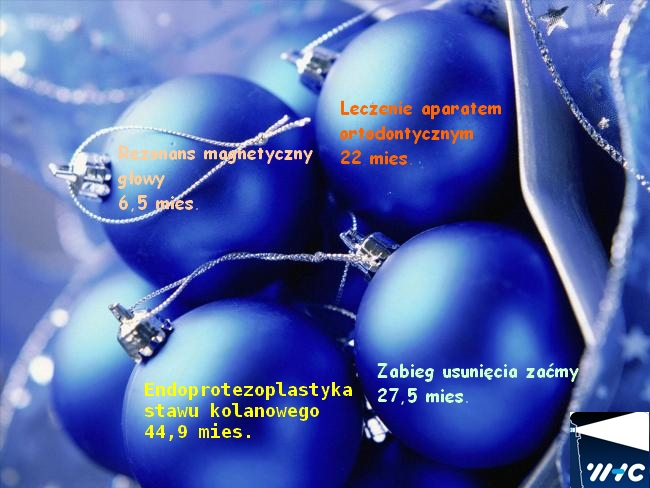 Leczenie aparatem
ortodontycznym
22 mies.
Rezonans magnetyczny
głowy
6,5 mies.
Zabieg usunięcia zaćmy
27,5 mies.
Endoprotezoplastyka
stawu kolanowego
44,9 mies.
WHC